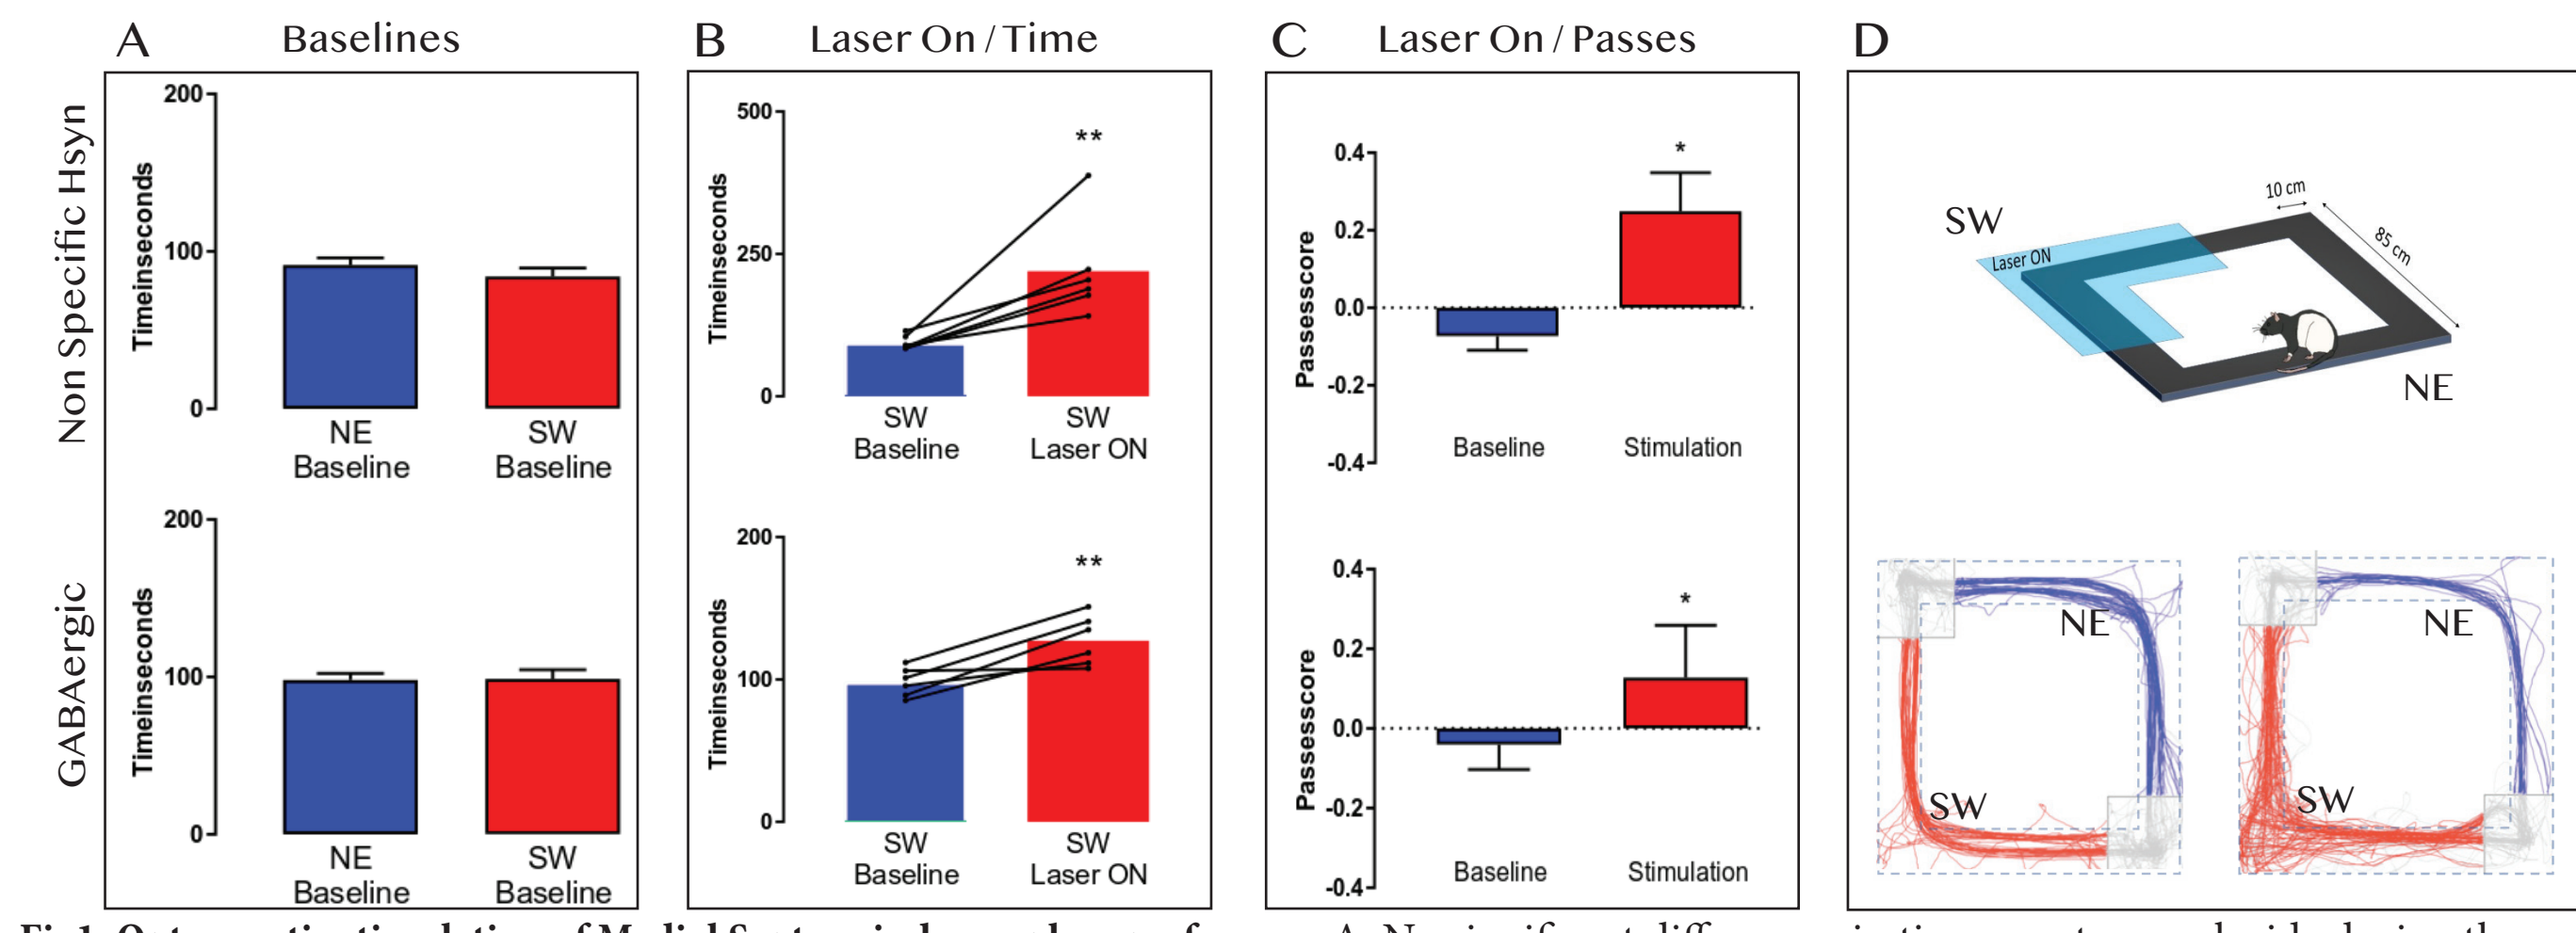 A
Baselines
B
Laser On / Time
C
Laser On / Passes
D
Non Specific Hsyn
200
100
0
Timeinseconds
NE
Baseline
SW
Baseline
500
250
0
Timeinseconds
**
SW
Baseline
SW
Laser ON
0.4
0.2
0.0
-0.2
-0.4
Passesscore
*
Baseline
Stimulation
SW
Laser ON
10 cm
85 cm
NE
GABAergic
200
100
0
Timeinseconds
NE
Baseline
SW
Baseline
200
100
0
Timeinseconds
**
SW
Baseline
SW
Laser ON
0.4
0.2
0.0
-0.2
-0.4
Passesscore
*
Baseline
Stimulation
NE
SW
NE
SW